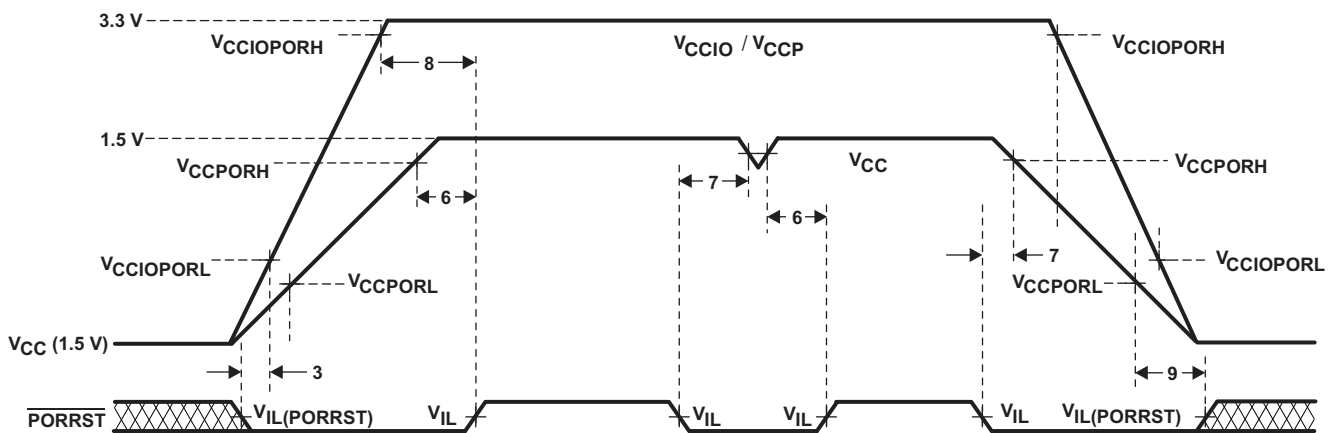 3.3 V
VCCIOPORH
8
VCCIO / VCCP
VCCIOPORH
1.5 V
VCCPORH
6
7
VCC
6
VCCPORH
7
VCCIOPORL
VCCPORL
VCCPORL
VCCIOPORL
VCC (1.5 V)
3
9
PORRST
VIL(PORRST)
VIL
VIL
VIL
VIL
VIL(PORRST)